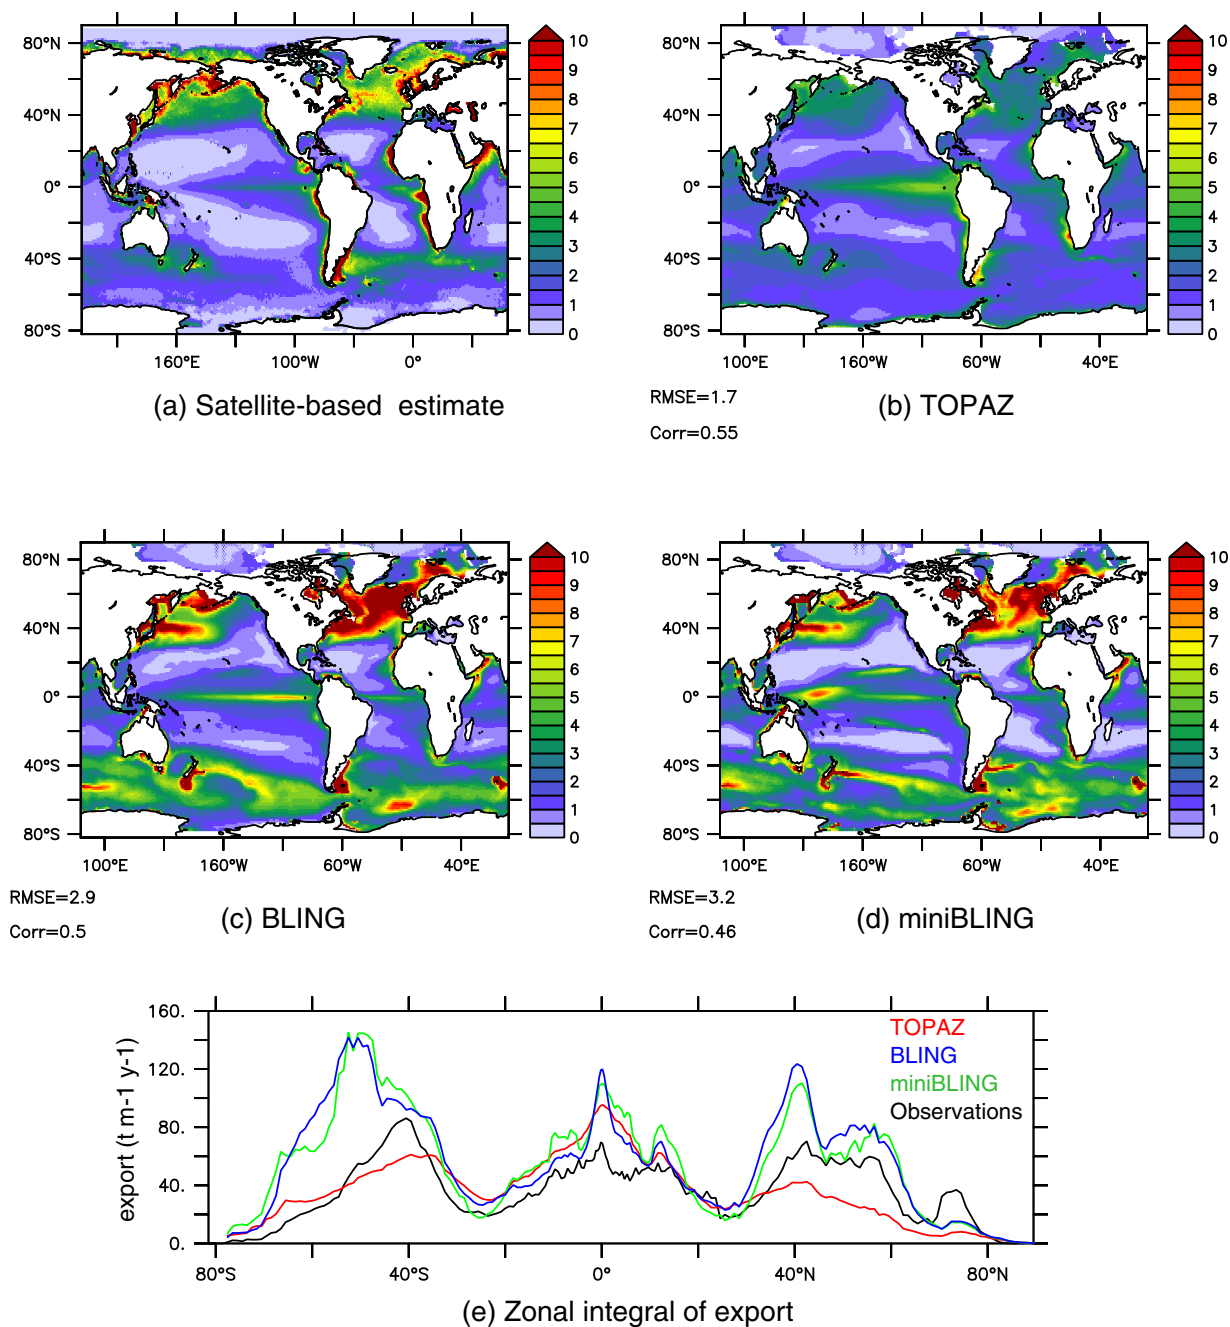 80°N
40°N
0°
40°S
80°S
160°E 100°W 0°
10
9
8
7
6
5
4
3
2
1
0
(a) Satellite-based estimate
80°N
40°N
0°
40°S
80°S
100°E 160°W 60°W 40°E
10
9
8
7
6
5
4
3
2
1
0
RMSE=1.7
Corr=0.55
(b) TOPAZ
80°N
40°N
0°
40°S
80°S
100°E 160°W 60°W 40°E
10
9
8
7
6
5
4
3
2
1
0
RMSE=2.9
Corr=0.5
(c) BLING
80°N
40°N
0°
40°S
80°S
100°E 160°W 60°W 40°E
10
9
8
7
6
5
4
3
2
1
0
RMSE=3.2
Corr=0.46
(d) miniBLING
export (t m-1 y-1)
160.
120.
80.
40.
0.
TOPAZ
BLING
miniBLING
Observations
80°S 40°S 0° 40°N 80°N
(e) Zonal integral of export